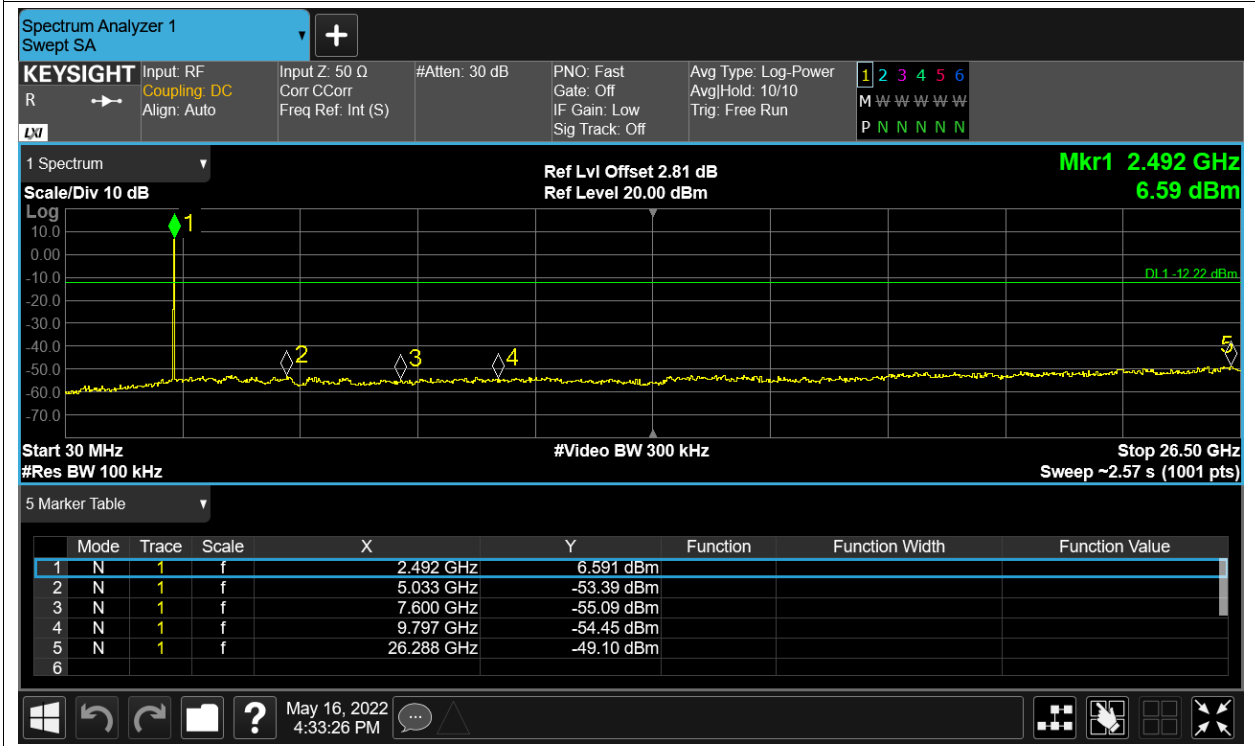 Spectrum Analyzer 1
Swept SA
+
KEYSIGHT
R
LXI
Input: RF
Coupling: DC
Align: Auto
Input Z: 50 Ω
Corr CCorr
Freq Ref: Int (S)
#Atten: 30 dB
PNO: Fast
Gate: Off
IF Gain: Low
Sig Track: Off
Avg Type: Log-Power
Avg|Hold: 10/10
Trig: Free Run
1 2 3 4 5 6
M W W W W W
P N N N N N
1 Spectrum
Scale/Div 10 dB
Ref Lvl Offset 2.81 dB
Ref Level 20.00 dBm
Mkr1 2.492 GHz
6.59 dBm
Log
10.0
0.00
-10.0
-20.0
-30.0
-40.0
-50.0
-60.0
-70.0
1
2
3
4
5
DL1 -12.22 dBm
Start 30 MHz
#Res BW 100 kHz
#Video BW 300 kHz
Stop 26.50 GHz
Sweep ~2.57 s (1001 pts)
5 Marker Table
Mode Trace Scale X Y Function Function Width Function Value
1 N 1 f 2.492 GHz 6.591 dBm
2 N 1 f 5.033 GHz -53.39 dBm
3 N 1 f 7.600 GHz -55.09 dBm
4 N 1 f 9.797 GHz -54.45 dBm
5 N 1 f 26.288 GHz -49.10 dBm
6
?
May 16, 2022
4:33:26 PM